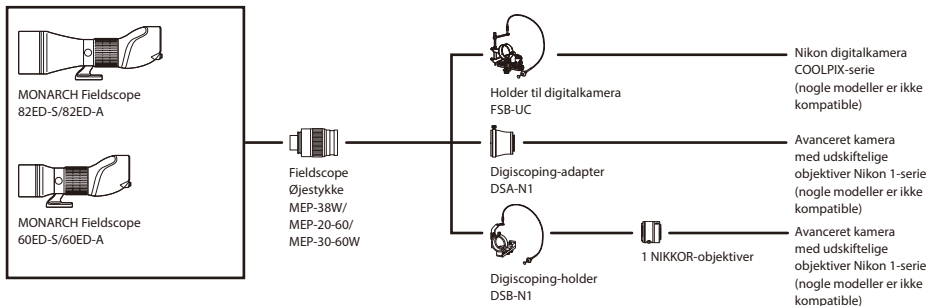 MONARCH Fieldscope
82ED-S/82ED-A
MONARCH Fieldscope
60ED-S/60ED-A
Fieldscope
Øjestykke
MEP-38W/
MEP-20-60/
MEP-30-60W
Holder til digitalkamera
FSB-UC
Digiscoping-adapter
DSA-N1
Digiscoping-holder
DSB-N1
1 NIKKOR-objektiver
Nikon digitalkamera
COOLPIX-serie
(nogle modeller er ikke
kompatible)
Avanceret kamera
med udskiftelige
objektiver Nikon 1-serie
(nogle modeller er ikke
kompatible)
Avanceret kamera
med udskiftelige
objektiver Nikon 1-serie
(nogle modeller er ikke
kompatible)